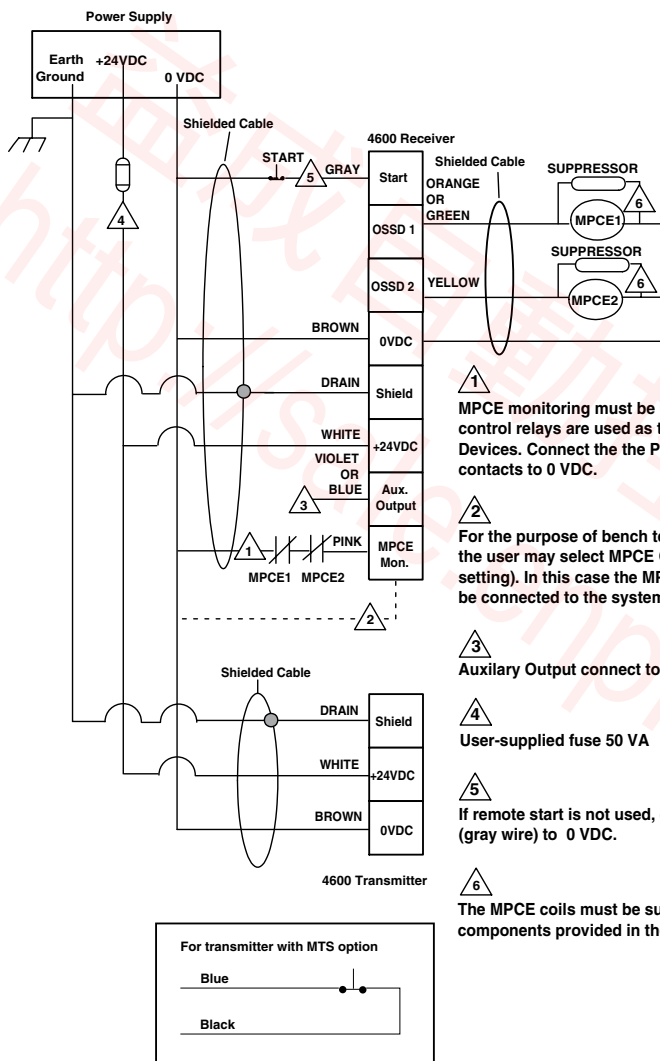 Power Supply
Earth Ground
+24VDC
0 VDC
Shielded Cable
4600 Receiver
Shielded Cable
SUPPRESSOR
START
5
GRAY
Start
ORANGE
OR
GREEN
6
MPCE1
OSSD 1
SUPPRESSOR
6
OSSD 2
YELLOW
MPCE2
4
BROWN
0VDC
DRAIN
Shield
WHITE
+24VDC
VIOLET
OR
BLUE
3
Aux.
Output
1
PINK
MPCE
Mon.
MPCE1 MPCE2
2
Shielded Cable
DRAIN
Shield
WHITE
+24VDC
BROWN
0VDC
4600 Transmitter
For transmitter with MTS option
Blue
Black
1
MPCE monitoring must be
control relays are used as
Devices. Connect the the
contacts to 0 VDC.
2
For the purpose of bench
the user may select MPCE
setting). In this case the
be connected to the
3
Auxilary Output connect to
4
User-supplied fuse 50 VA
5
If remote start is not used,
(gray wire) to 0 VDC.
6
The MPCE coils must be
components provided in
益成自動
http://sale.